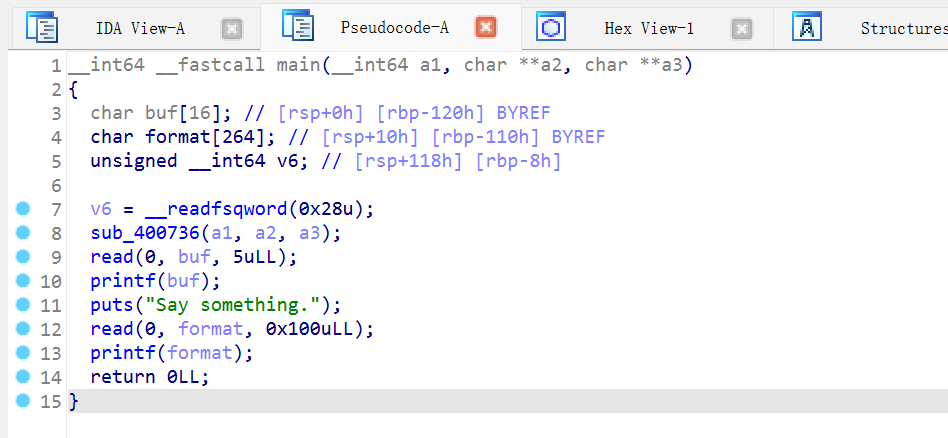 IDA View-A Pseudocode-A Hex View-1 Structures
1 __int64 __fastcall main(__int64 a1, char **a2, char **a3)
2 {
3   char buf[16]; // [rsp+0h] [rbp-120h] BYREF
4   char format[264]; // [rsp+10h] [rbp-110h] BYREF
5   unsigned __int64 v6; // [rsp+118h] [rbp-8h]
6
7   v6 = __readfsqword(0x28u);
8   sub_400736(a1, a2, a3);
9   read(0, buf, 5uLL);
10   printf(buf);
11   puts("Say something.");
12   read(0, format, 0x100uLL);
13   printf(format);
14   return 0LL;
15 }